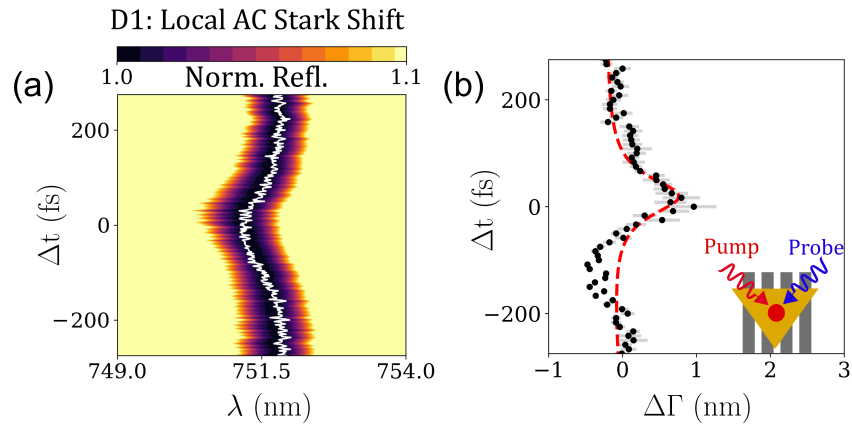 D1: Local AC Stark Shift
(a)
1.0 Norm. Refl. 1.1
Δt (fs)
200
0
−200
749.0 751.5 754.0
λ (nm)
(b)
Δt (fs)
200
0
−200
Pump Probe
−1 0 1 2 3
ΔΓ (nm)